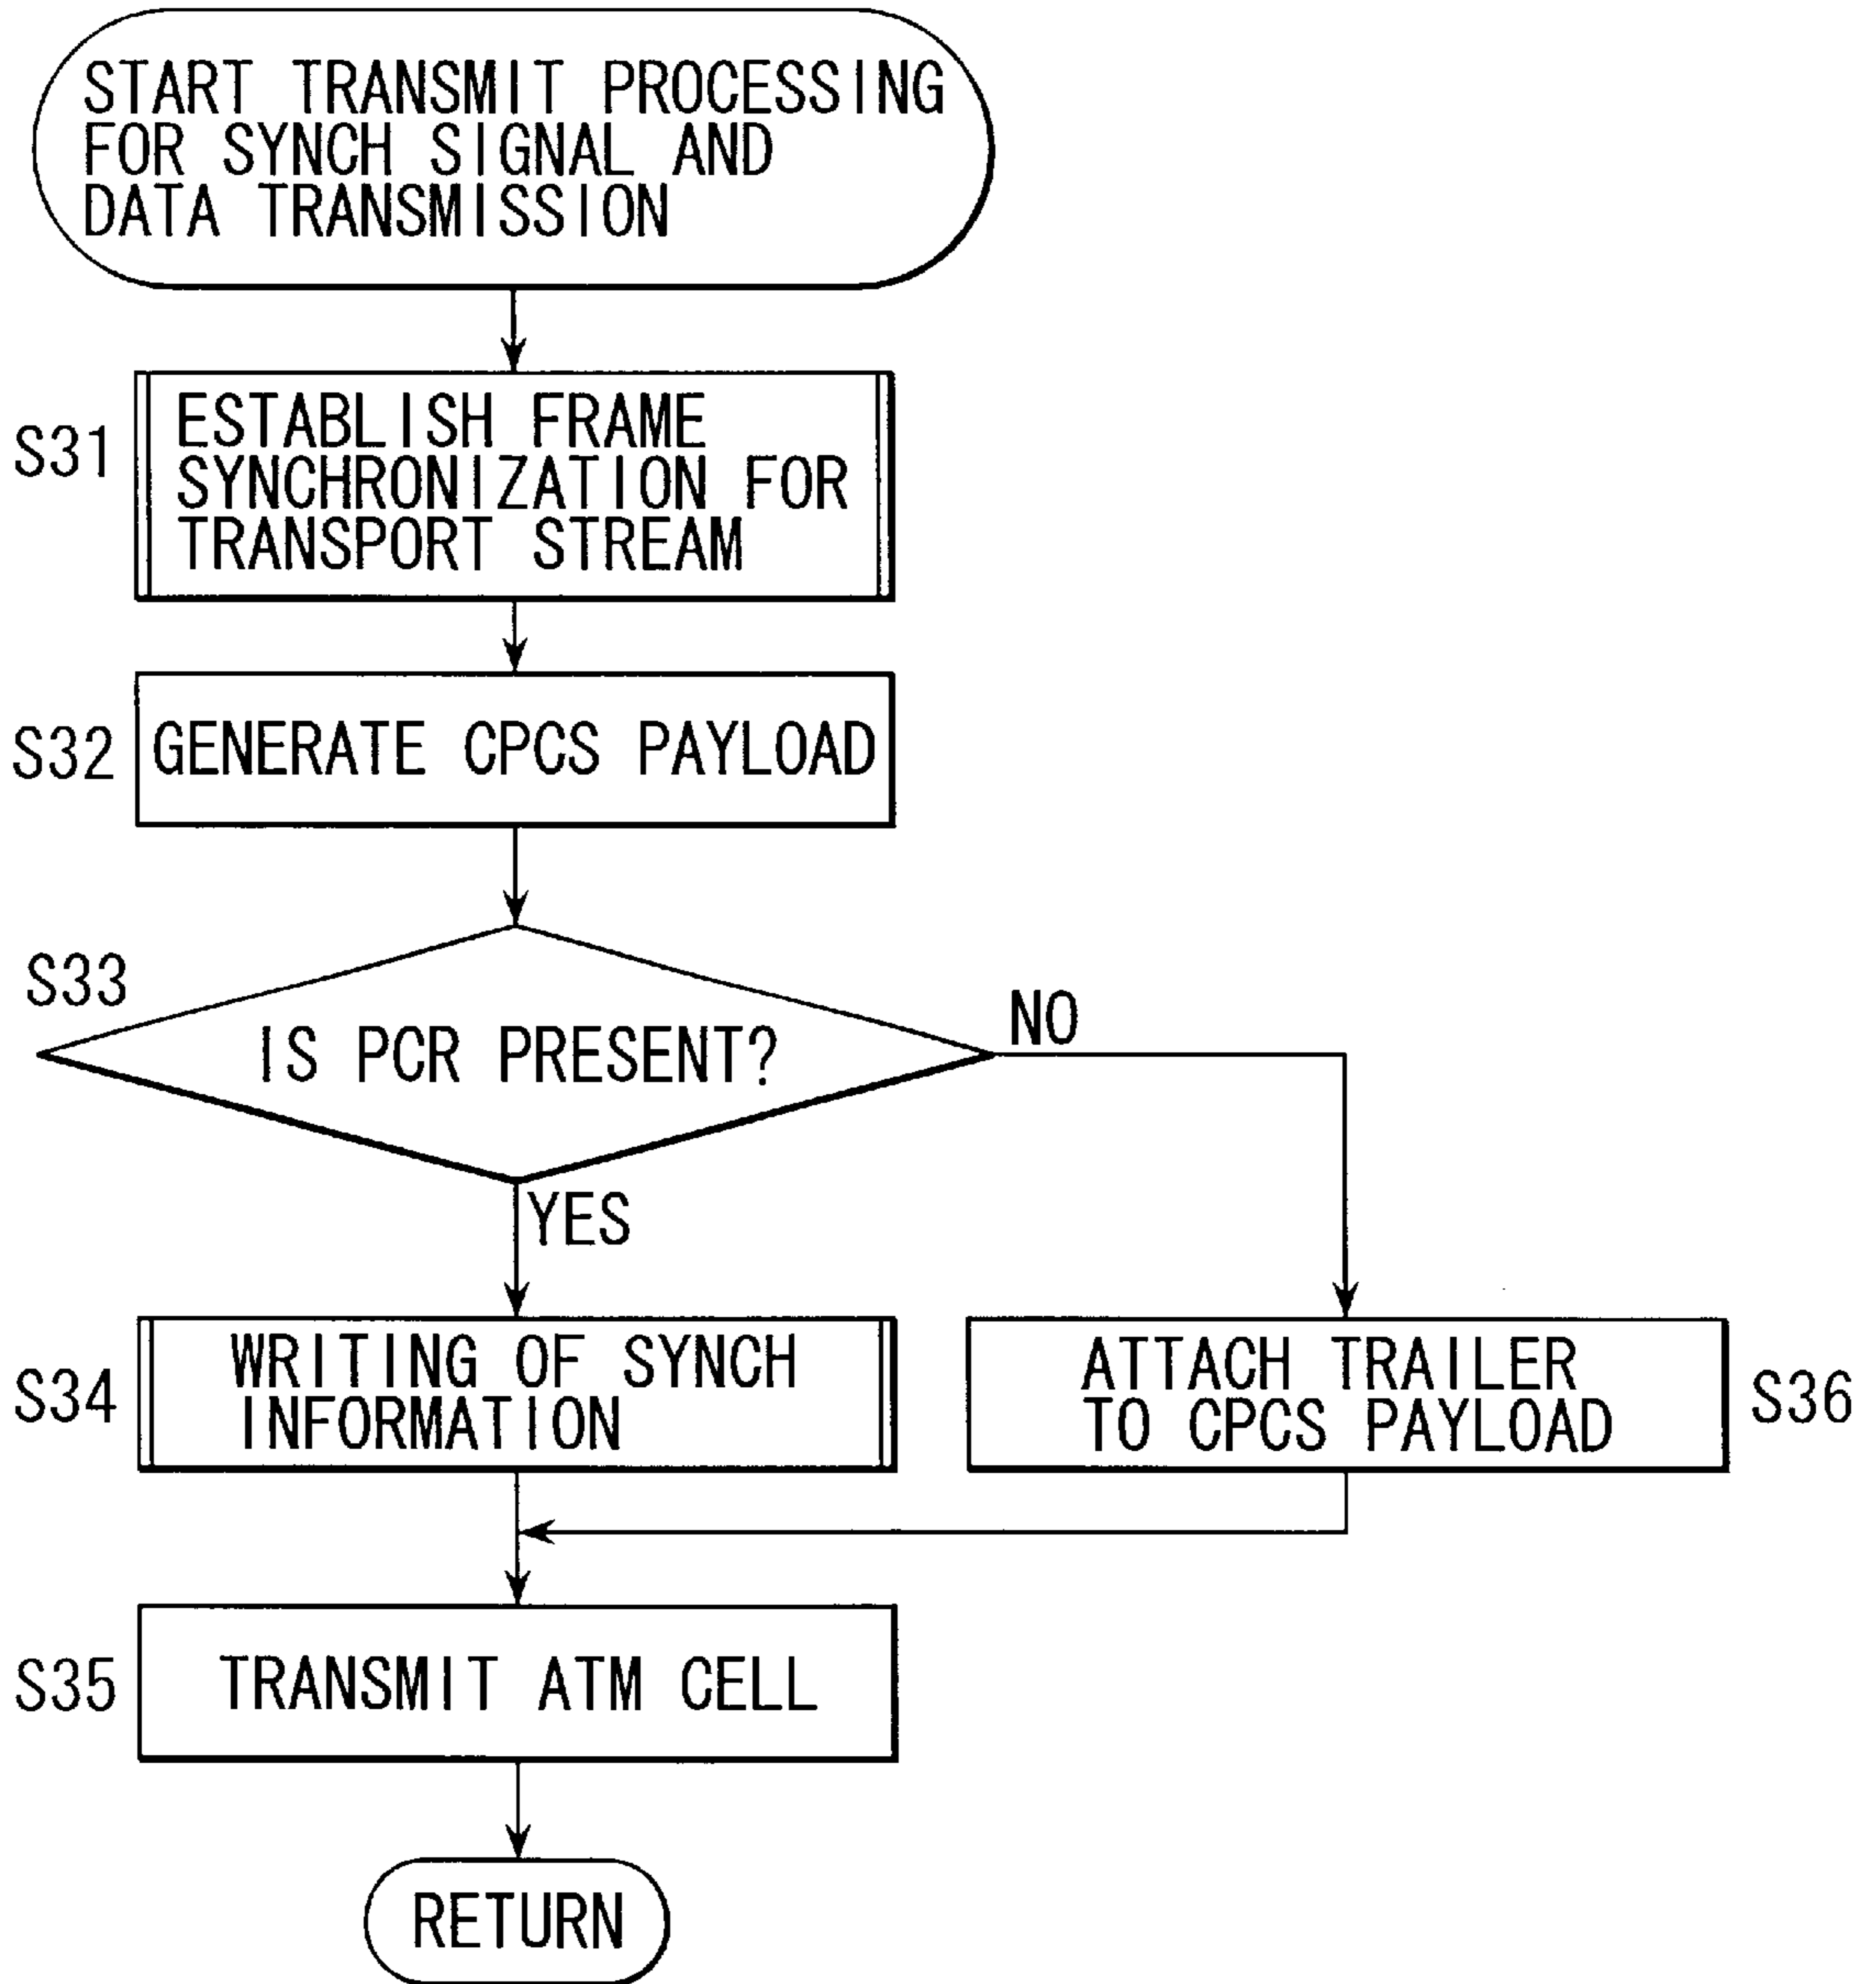 START TRANSMIT PROCESSING
FOR SYNCH SIGNAL AND
DATA TRANSMISSION
S31
ESTABLISH FRAME
SYNCHRONIZATION FOR
TRANSPORT STREAM
S32
GENERATE CPCS PAYLOAD
S33
IS PCR PRESENT?
NO
YES
S34
WRITING OF SYNCH
INFORMATION
ATTACH TRAILER
TO CPCS PAYLOAD
S36
S35
TRANSMIT ATM CELL
RETURN